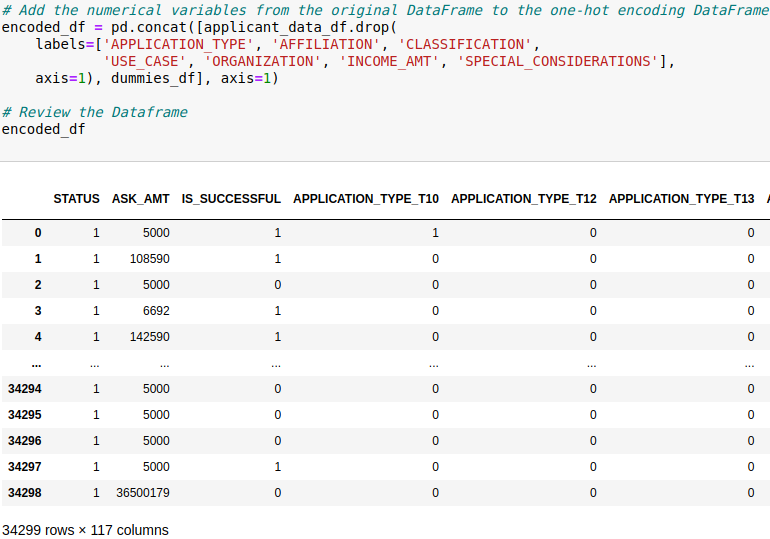 # Add the numerical variables from the original DataFrame to the one-hot encoding DataFrame
encoded_df = pd.concat([applicant_data_df.drop(
labels=['APPLICATION_TYPE', 'AFFILIATION', 'CLASSIFICATION',
'USE_CASE', 'ORGANIZATION', 'INCOME_AMT', 'SPECIAL_CONSIDERATIONS'],
axis=1), dummies_df], axis=1)
# Review the Dataframe
encoded_df
STATUS ASK_AMT IS_SUCCESSFUL APPLICATION_TYPE_T10 APPLICATION_TYPE_T12 APPLICATION_TYPE_T13
0 1 5000 1 1 0 0
1 1 108590 1 0 0 0
2 1 5000 0 0 0 0
3 1 6692 1 0 0 0
4 1 142590 1 0 0 0
... ... ... ... ... ... ...
34294 1 5000 0 0 0 0
34295 1 5000 0 0 0 0
34296 1 5000 0 0 0 0
34297 1 5000 1 0 0 0
34298 1 36500179 0 0 0 0
34299 rows × 117 columns